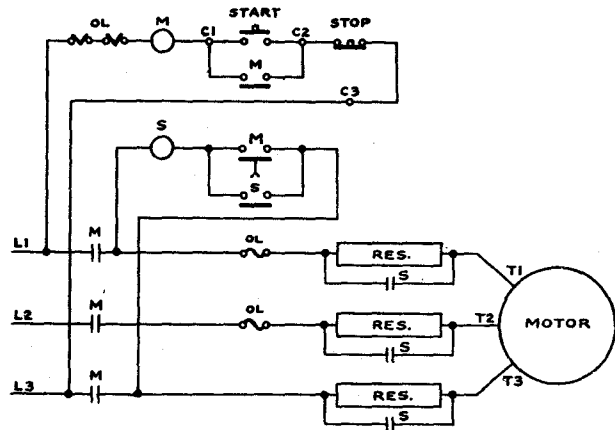 START
OL M C1 C2 STOP
M
C3
S M
S
M
L1 OL RES. T1
S
M
L2 OL RES. T2 MOTOR
S
M T3
L3 RES.
S